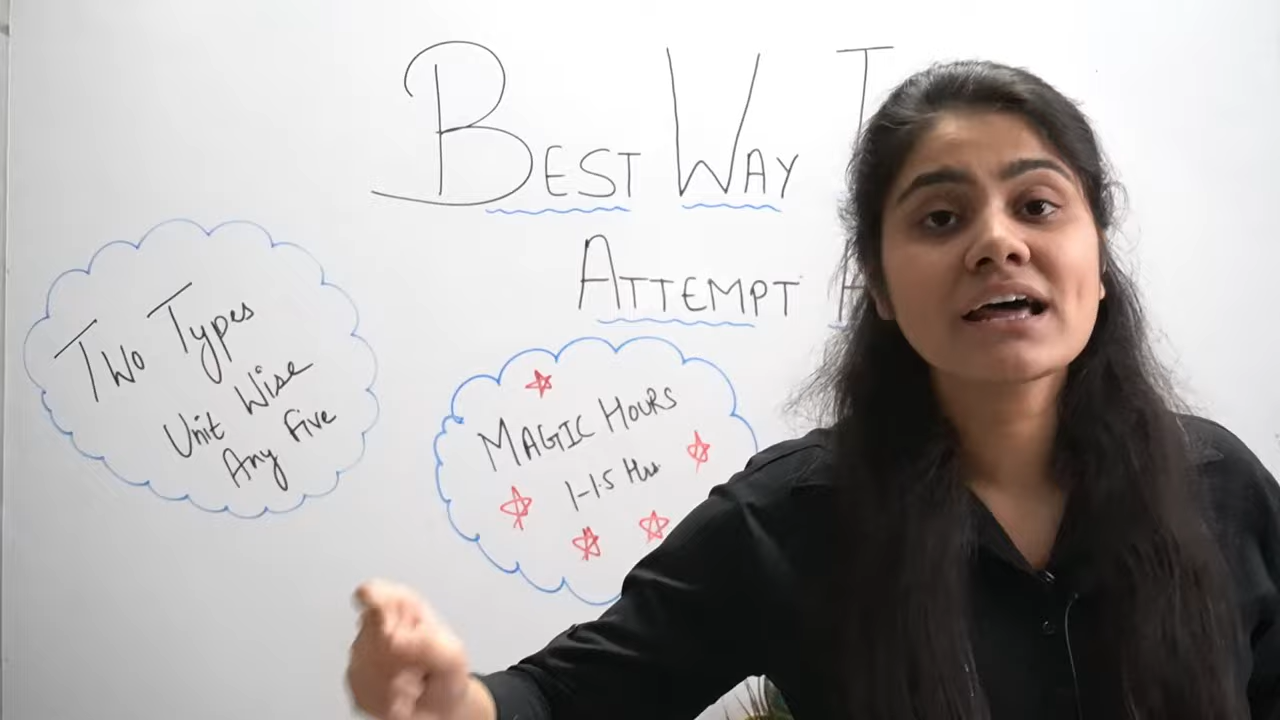 BEST WAY T
ATTEMPT
TWO Types
Unit Wise
Any Five
MAGIC HOURS
1-1.5 Hrs